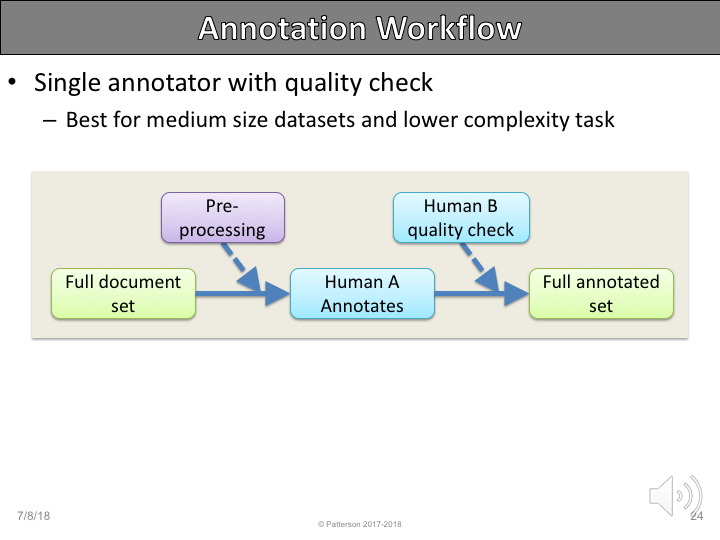 Annotation Workflow
• Single annotator with quality check
– Best for medium size datasets and lower complexity task
Pre-
processing
Human B
quality check
Full document
set
Human A
Annotates
Full annotated
set
7/8/18
© Patterson 2017-2018
24